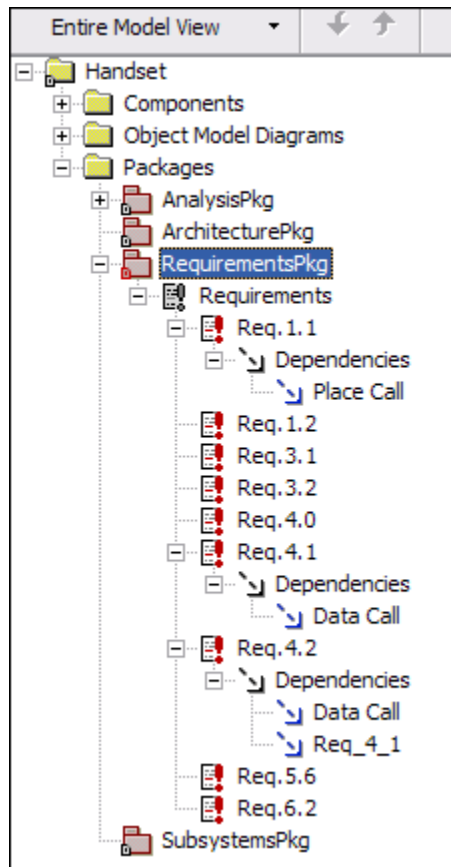 Entire Model View
Handset
Components
Object Model Diagrams
Packages
AnalysisPkg
ArchitecturePkg
RequirementsPkg
Requirements
Req.1.1
Dependencies
Place Call
Req.1.2
Req.3.1
Req.3.2
Req.4.0
Req.4.1
Dependencies
Data Call
Req.4.2
Dependencies
Data Call
Req_4_1
Req.5.6
Req.6.2
SubsystemsPkg